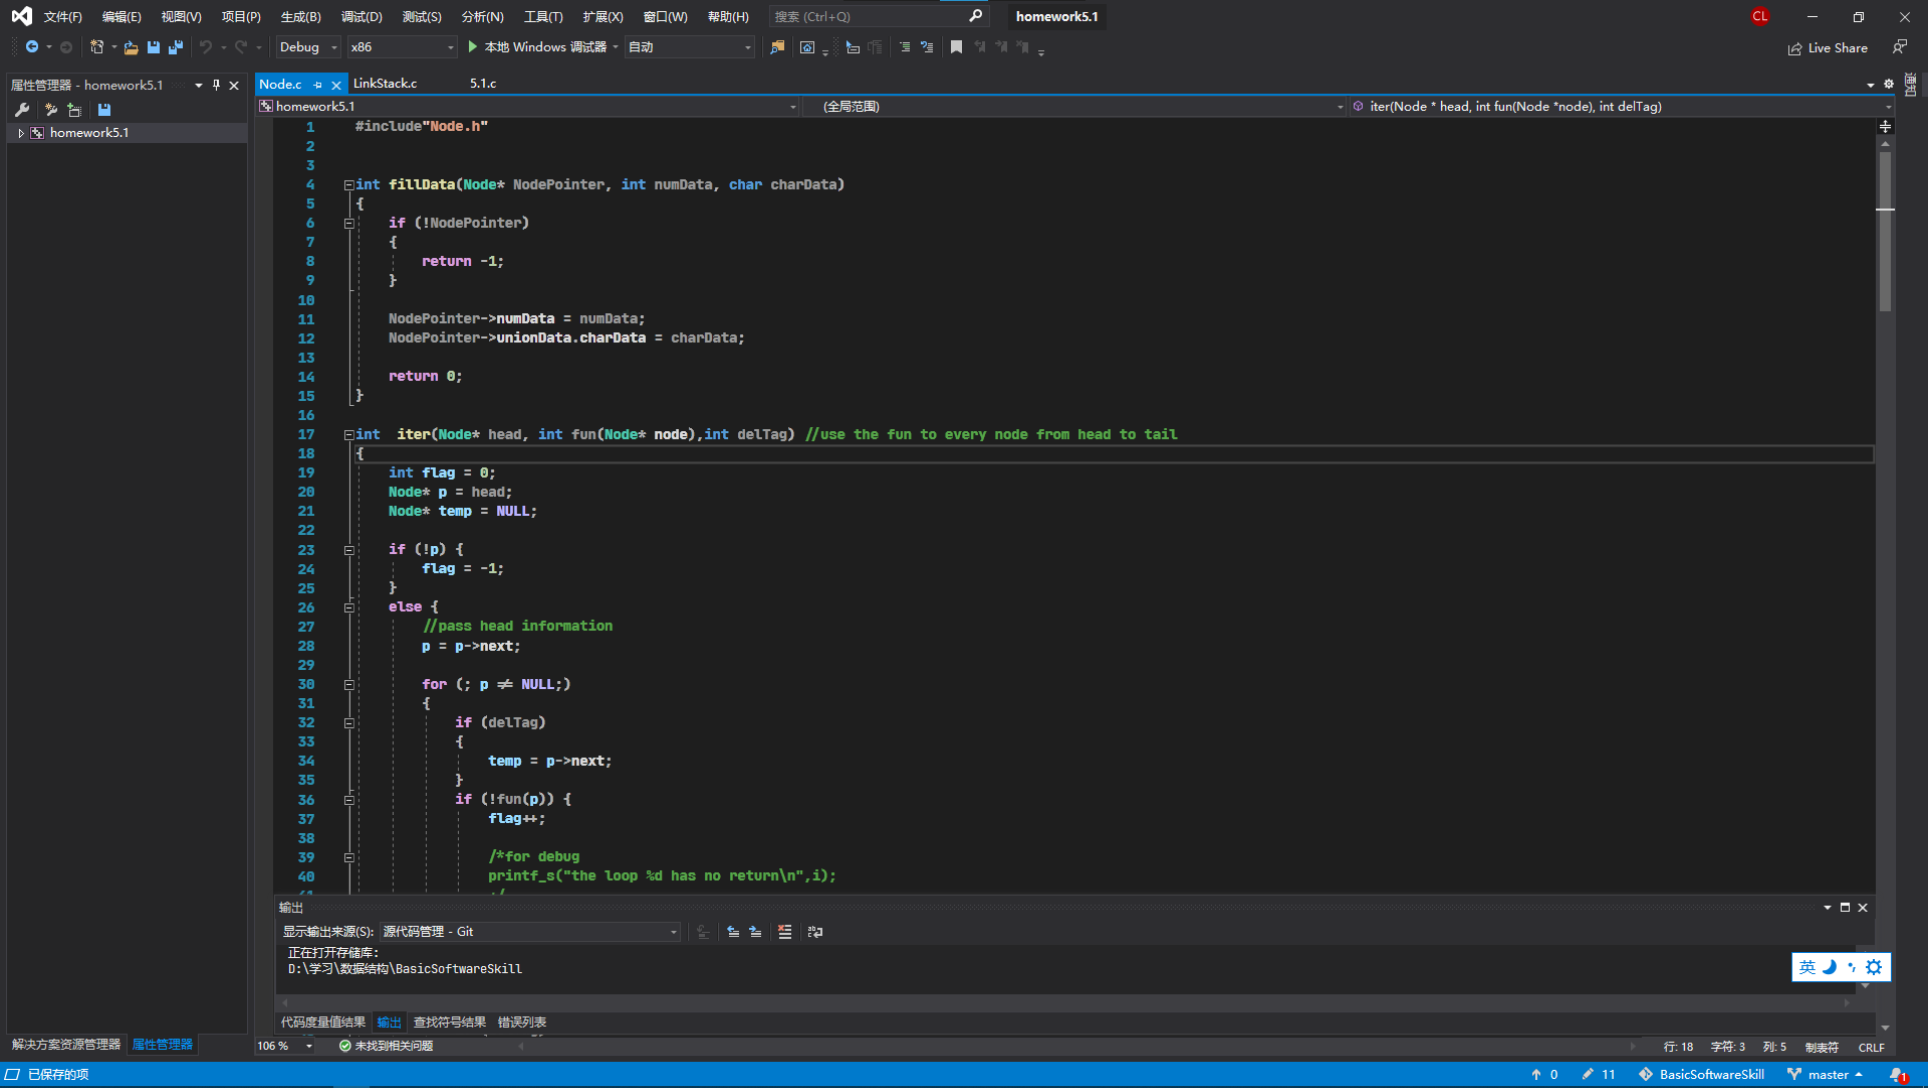 文件(F) 编辑(E) 视图(V) 项目(P) 生成(B) 调试(D) 测试(S) 分析(N) 工具(T) 扩展(X) 窗口(W) 帮助(H) 搜索 (Ctrl+Q) homework5.1 CL
Debug x86 本地 Windows 调试器 自动 Live Share
属性管理器 - homework5.1
homework5.1
Node.c LinkStack.c 5.1.c
homework5.1 (全局范围) iter(Node * head, int fun(Node *node), int delTag)
1 #include"Node.h"
2
3
4 int fillData(Node* NodePointer, int numData, char charData)
5 {
6 if (!NodePointer)
7 {
8 return -1;
9 }
10
11 NodePointer->numData = numData;
12 NodePointer->unionData.charData = charData;
13
14 return 0;
15 }
16
17 int  iter(Node* head, int fun(Node* node),int delTag) //use the fun to every node from head to tail
18 {
19 int flag = 0;
20 Node* p = head;
21 Node* temp = NULL;
22
23 if (!p) {
24 flag = -1;
25 }
26 else {
27 //pass head information
28 p = p->next;
29
30 for (; p ≠ NULL;)
31 {
32 if (delTag)
33 {
34 temp = p->next;
35 }
36 if (!fun(p)) {
37 flag++;
38
39 /*for debug
40 printf_s("the loop %d has no return\n",i);
输出
显示输出来源(S): 源代码管理 - Git
正在打开存储库:
D:\学习\数据结构\BasicSoftwareSkill
英
代码度量值结果 输出 查找符号结果 错误列表
解决方案资源管理器 属性管理器
106 % 未找到相关问题 行: 18 字符: 3 列: 5 制表符 CRLF
已保存的项 0 11 BasicSoftwareSkill master 1